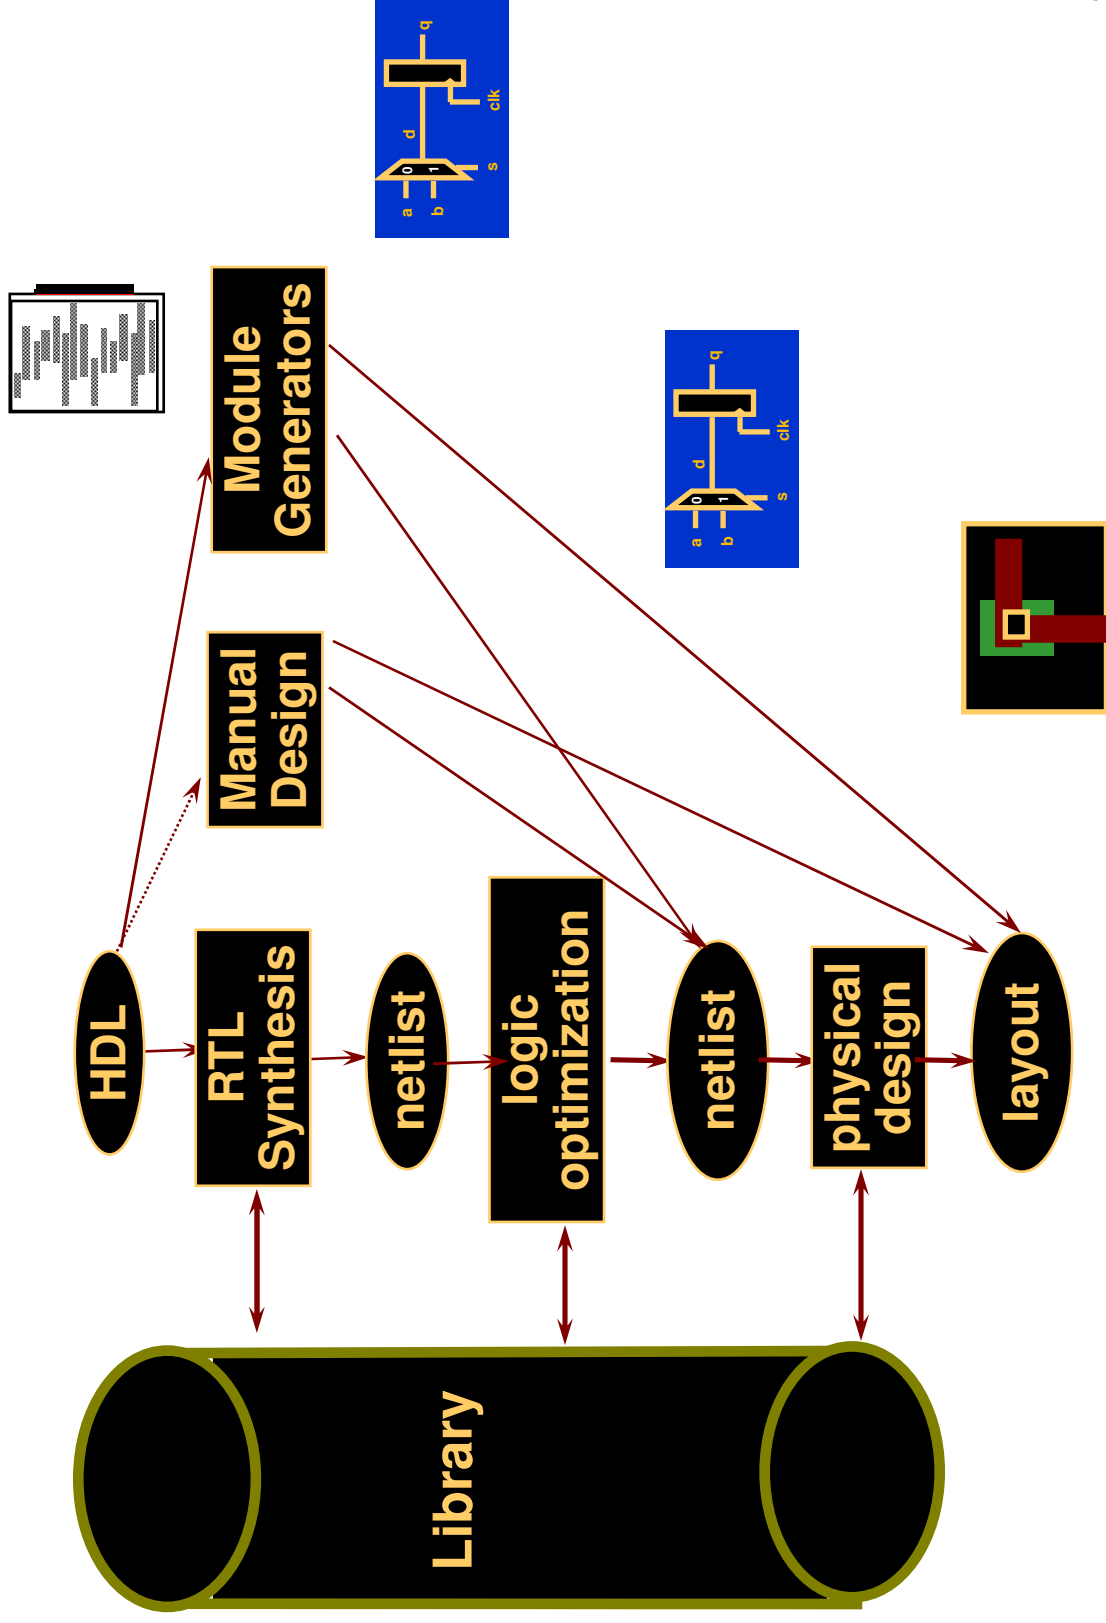 HDL
RTL
Synthesis
netlist
logic
optimization
netlist
physical
design
layout
Library
Manual
Design
Module
Generators
a
b
0
1
s
d
clk
q
a
b
0
1
s
d
clk
q